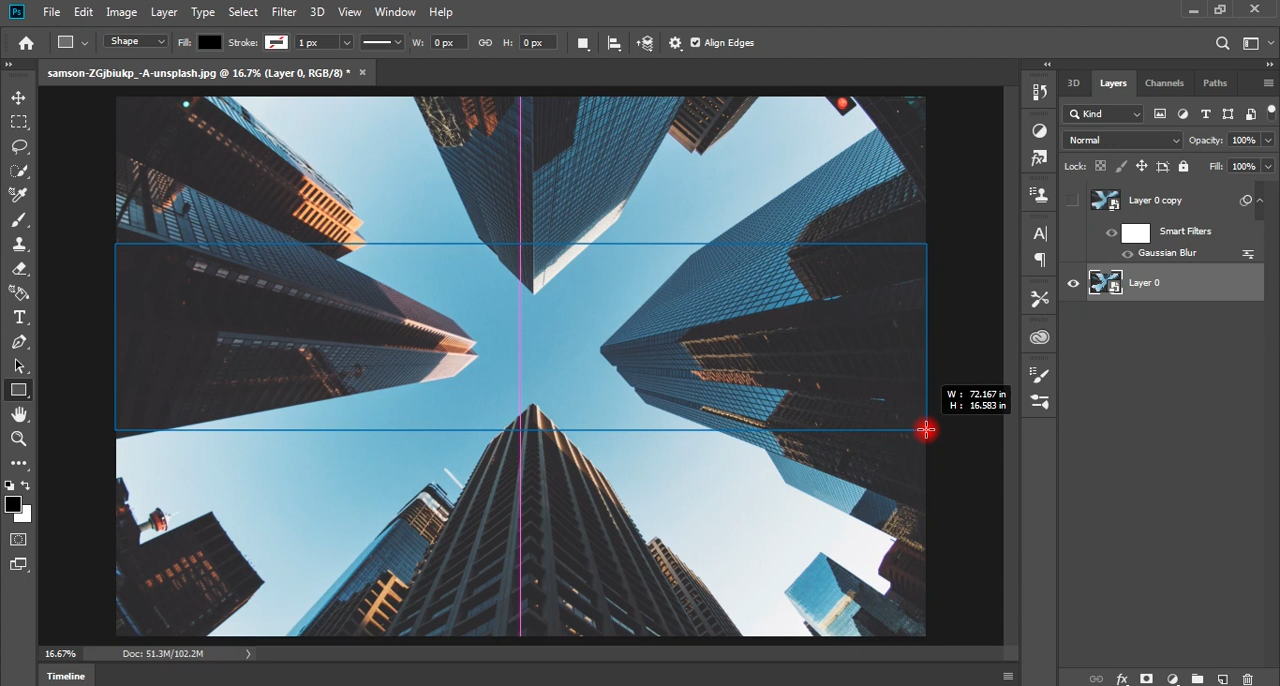 Ps File Edit Image Layer Type Select Filter 3D View Window Help
Shape Fill: Stroke: 1 px W: 0 px H: 0 px Align Edges
samson-ZGjbiukp_-A-unsplash.jpg @ 16.7% (Layer 0, RGB/8) * ×
3D Layers Channels Paths
Kind
Normal Opacity: 100%
Lock: Fill: 100%
Layer 0 copy
Smart Filters
Gaussian Blur
Layer 0
W : 72.167 in
H : 16.583 in
16.67% Doc: 51.3M/102.2M
Timeline